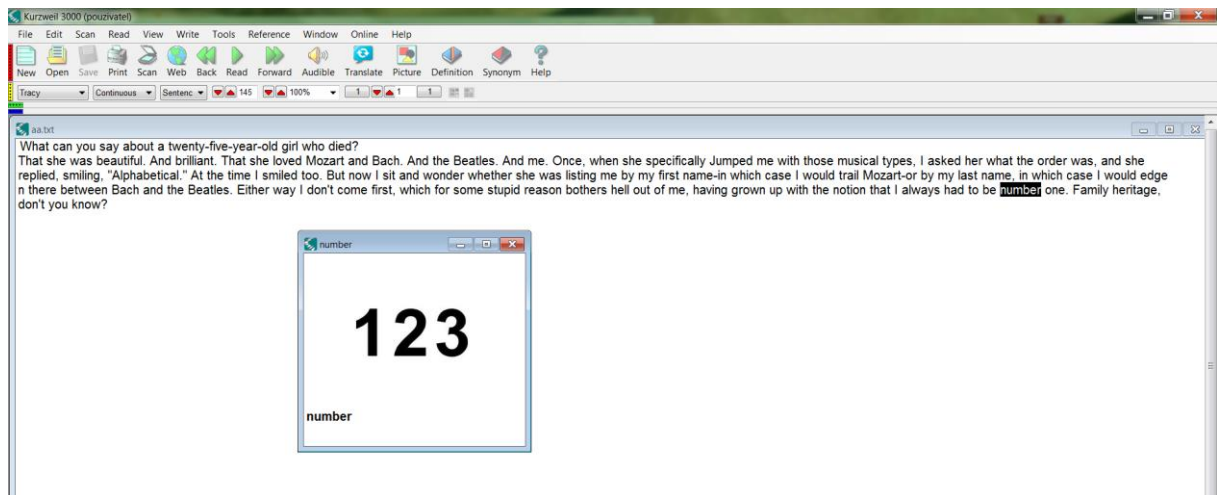 Kurzweil 3000 (pouzivatel)
File Edit Scan Read View Write Tools Reference Window Online Help
New Open Save Print Scan Web Back Read Forward Audible Translate Picture Definition Synonym Help
Tracy Continuous Sentenc 145 100% 1 1 1
aa.txt
What can you say about a twenty-five-year-old girl who died?
That she was beautiful. And brilliant. That she loved Mozart and Bach. And the Beatles. And me. Once, when she specifically Jumped me with those musical types, I asked her what the order was, and she
replied, smiling, "Alphabetical." At the time I smiled too. But now I sit and wonder whether she was listing me by my first name-in which case I would trail Mozart-or by my last name, in which case I would edge
n there between Bach and the Beatles. Either way I don't come first, which for some stupid reason bothers hell out of me, having grown up with the notion that I always had to be number one. Family heritage,
don't you know?
number
123
number